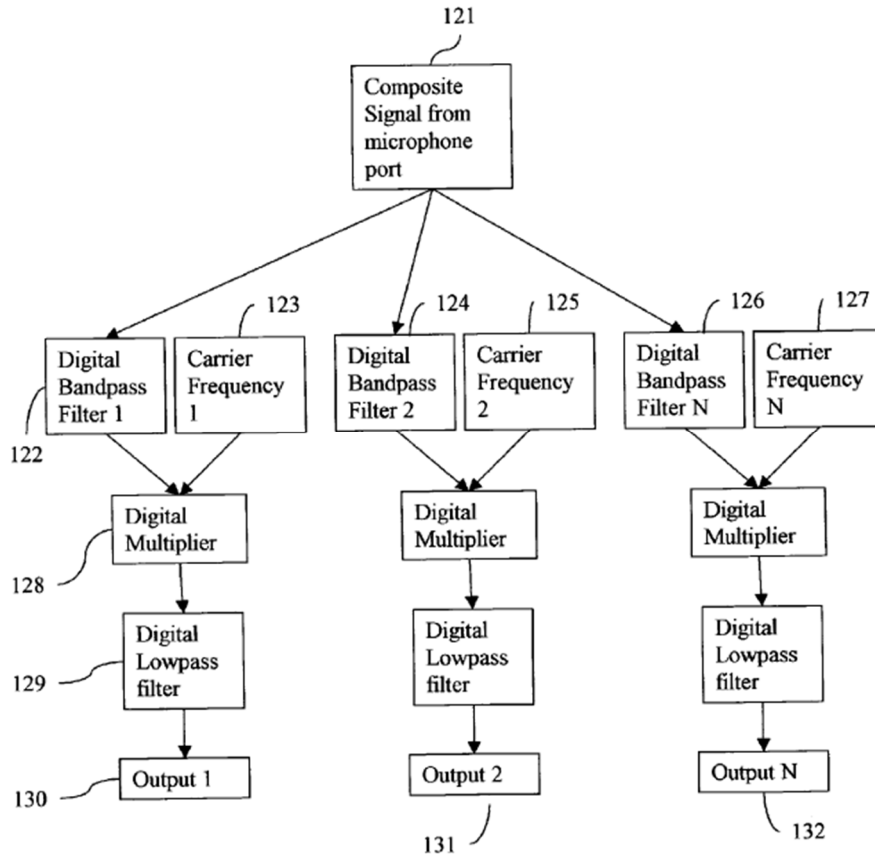 121
Composite
Signal from
microphone
port
123
124
125
126
127
Digital
Bandpass
Filter 1
Carrier
Frequency
1
Digital
Bandpass
Filter 2
Carrier
Frequency
2
Digital
Bandpass
Filter N
Carrier
Frequency
N
122
Digital
Multiplier
Digital
Multiplier
Digital
Multiplier
128
Digital
Lowpass
filter
Digital
Lowpass
filter
Digital
Lowpass
filter
129
Output 1
Output 2
Output N
130
131
132